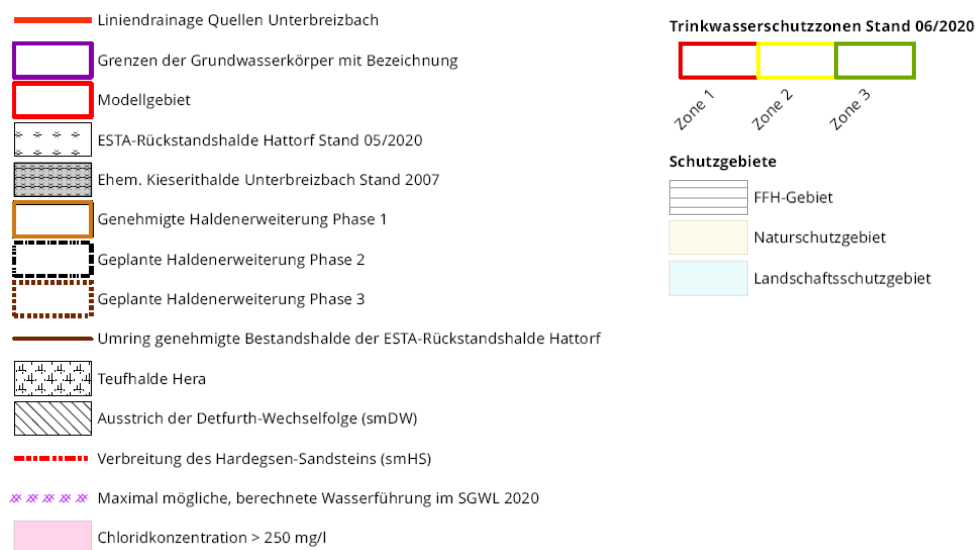 Liniendrainage Quellen Unterbreizbach
Grenzen der Grundwasserkörper mit Bezeichnung
Modellgebiet
ESTA-Rückstandshalde Hattorf Stand 05/2020
Ehem. Kieserithalde Unterbreizbach Stand 2007
Genehmigte Haldenerweiterung Phase 1
Geplante Haldenerweiterung Phase 2
Geplante Haldenerweiterung Phase 3
Umring genehmigte Bestandshalde der ESTA-Rückstandshalde Hattorf
Teufhalde Hera
Ausstrich der Detfurth-Wechselfolge (smDW)
Verbreitung des Hardegsen-Sandsteins (smHS)
Maximal mögliche, berechnete Wasserführung im SGWL 2020
Chloridkonzentration > 250 mg/l
Trinkwasserschutzzonen Stand 06/2020
Zone 1
Zone 2
Zone 3
Schutzgebiete
FFH-Gebiet
Naturschutzgebiet
Landschaftsschutzgebiet